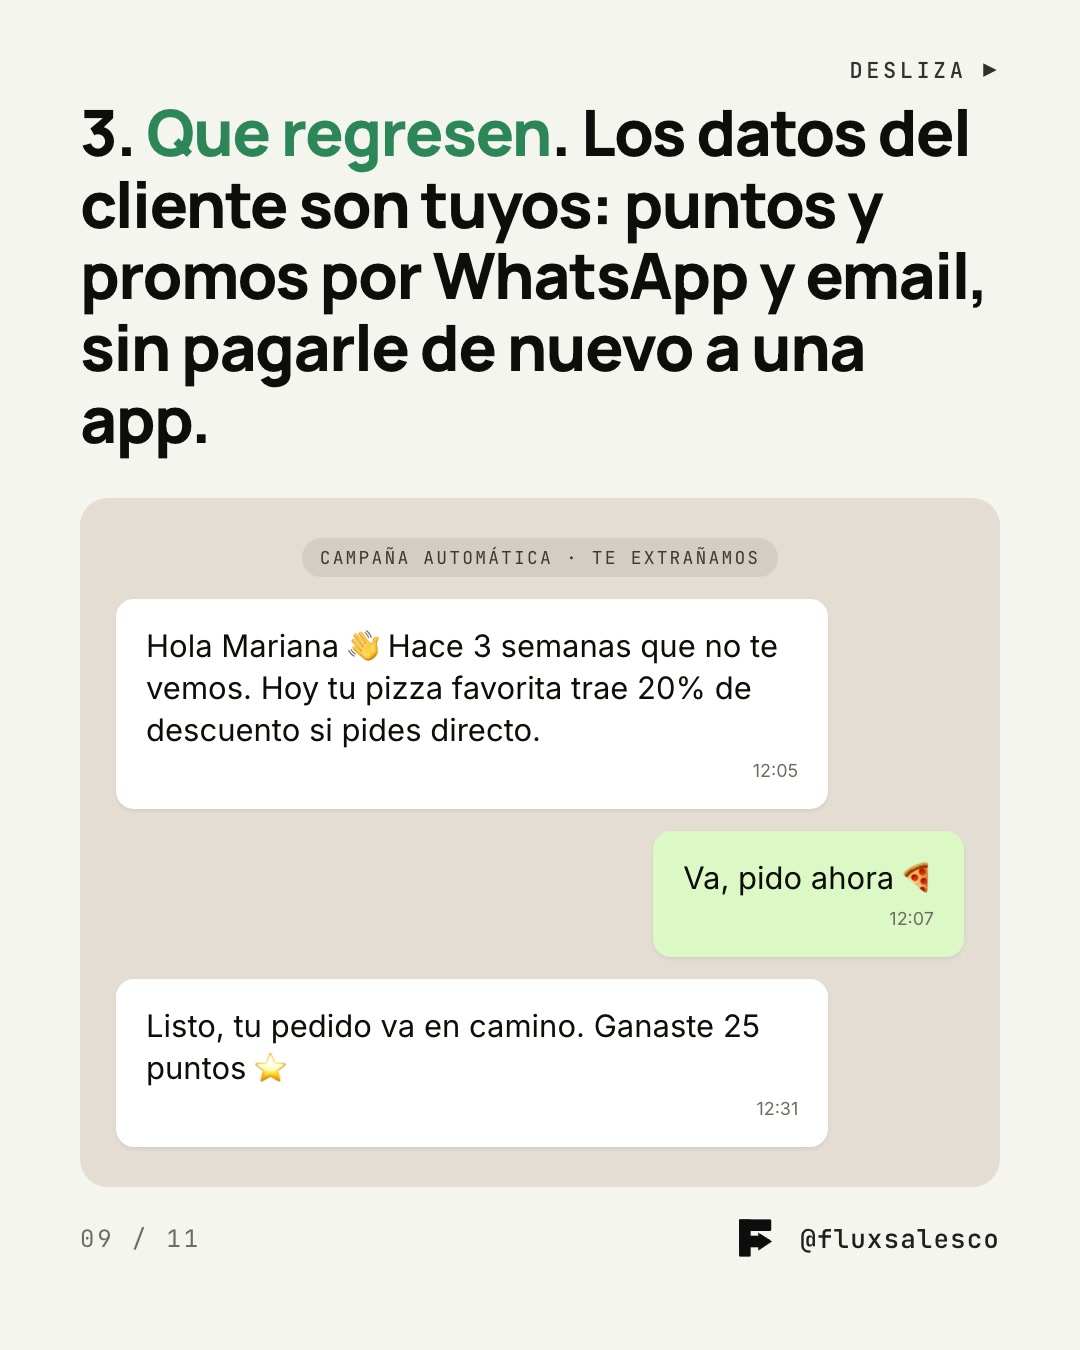 DESLIZA ▶
3. Que regresen. Los datos del
cliente son tuyos: puntos y
promos por WhatsApp y email,
sin pagarle de nuevo a una
app.
CAMPAÑA AUTOMÁTICA · TE EXTRAÑAMOS
Hola Mariana 👋 Hace 3 semanas que no te
vemos. Hoy tu pizza favorita trae 20% de
descuento si pides directo.
12:05
Va, pido ahora 🍕
12:07
Listo, tu pedido va en camino. Ganaste 25
puntos ⭐
12:31
09 / 11
@fluxsalesco